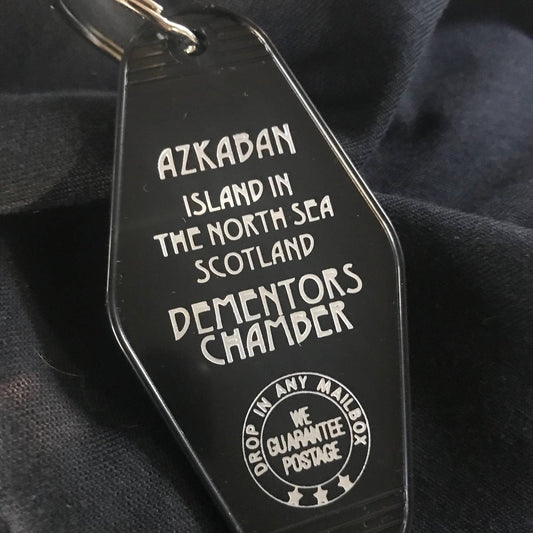 AZKABAN
ISLAND IN
THE NORTH SEA
SCOTLAND
DEMENTORS
CHAMBER
DROP IN ANY MAILBOX
WE
GUARANTEE
POSTAGE